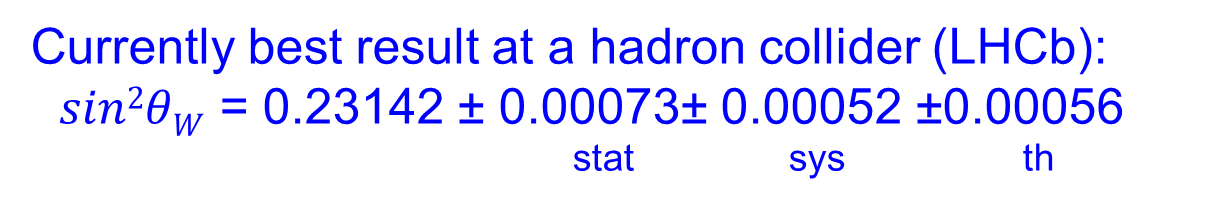 Currently best result at a hadron collider (LHCb):
sin²θ_W = 0.23142 ± 0.00073± 0.00052 ±0.00056
stat sys th